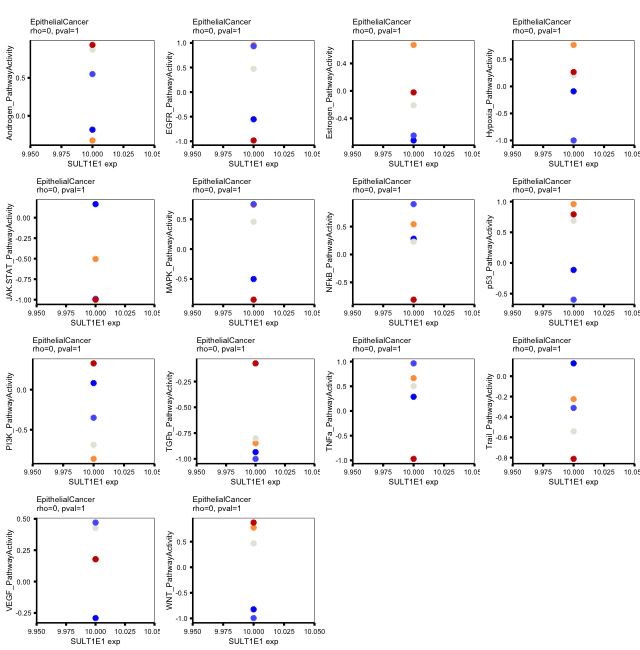 EpithelialCancer
rho=0, pval=1
Androgen_PathwayActivity
0.5
0.0
9.950
9.975
10.000
10.025
10.05
SULT1E1 exp
EpithelialCancer
rho=0, pval=1
EGFR_PathwayActivity
1.0
0.5
0.0
-0.5
-1.0
9.950
9.975
10.000
10.025
10.05
SULT1E1 exp
EpithelialCancer
rho=0, pval=1
Estrogen_PathwayActivity
0.4
0.0
-0.4
9.950
9.975
10.000
10.025
10.05
SULT1E1 exp
EpithelialCancer
rho=0, pval=1
Hypoxia_PathwayActivity
0.5
0.0
-0.5
-1.0
9.950
9.975
10.000
10.025
10.05
SULT1E1 exp
EpithelialCancer
rho=0, pval=1
JAK.STAT_PathwayActivity
0.00
-0.25
-0.50
-0.75
-1.00
9.950
9.975
10.000
10.025
10.05
SULT1E1 exp
EpithelialCancer
rho=0, pval=1
MAPK_PathwayActivity
0.5
0.0
-0.5
9.950
9.975
10.000
10.025
10.05
SULT1E1 exp
EpithelialCancer
rho=0, pval=1
NFkB_PathwayActivity
0.5
0.0
-0.5
9.950
9.975
10.000
10.025
10.05
SULT1E1 exp
EpithelialCancer
rho=0, pval=1
p53_PathwayActivity
1.0
0.5
0.0
-0.5
9.950
9.975
10.000
10.025
10.05
SULT1E1 exp
EpithelialCancer
rho=0, pval=1
PI3K_PathwayActivity
0.0
-0.5
9.950
9.975
10.000
10.025
10.05
SULT1E1 exp
EpithelialCancer
rho=0, pval=1
TGFb_PathwayActivity
-0.25
-0.50
-0.75
-1.00
9.950
9.975
10.000
10.025
10.05
SULT1E1 exp
EpithelialCancer
rho=0, pval=1
TNFa_PathwayActivity
1.0
0.5
0.0
-0.5
-1.0
9.950
9.975
10.000
10.025
10.05
SULT1E1 exp
EpithelialCancer
rho=0, pval=1
Trail_PathwayActivity
0.0
-0.2
-0.4
-0.6
-0.8
9.950
9.975
10.000
10.025
10.05
SULT1E1 exp
EpithelialCancer
rho=0, pval=1
VEGF_PathwayActivity
0.50
0.25
0.00
-0.25
9.950
9.975
10.000
10.025
10.05
SULT1E1 exp
EpithelialCancer
rho=0, pval=1
WNT_PathwayActivity
0.5
0.0
-0.5
-1.0
9.950
9.975
10.000
10.025
10.050
SULT1E1 exp